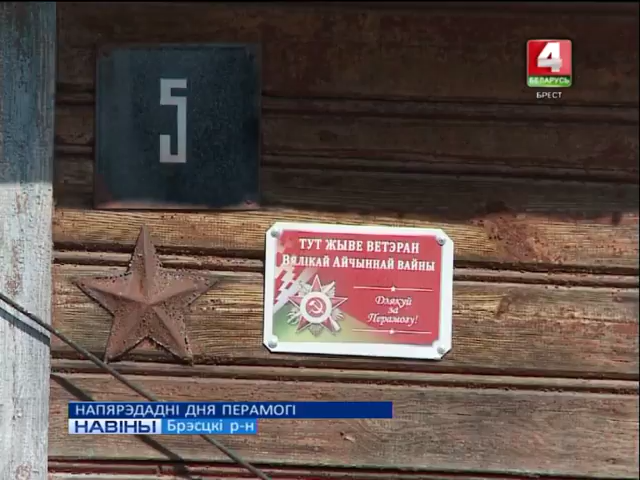 5
4
БЕЛАРУСЬ
БРЕСТ
ТУТ ЖЫВЕ ВЕТЭРАН
ВЯЛІКАЙ АЙЧЫННАЙ ВАЙНЫ
Дзякуй
за
Перамогу!
НАПЯРЭДАДНІ ДНЯ ПЕРАМОГІ
НАВІНЫ Брэсцкі р-н